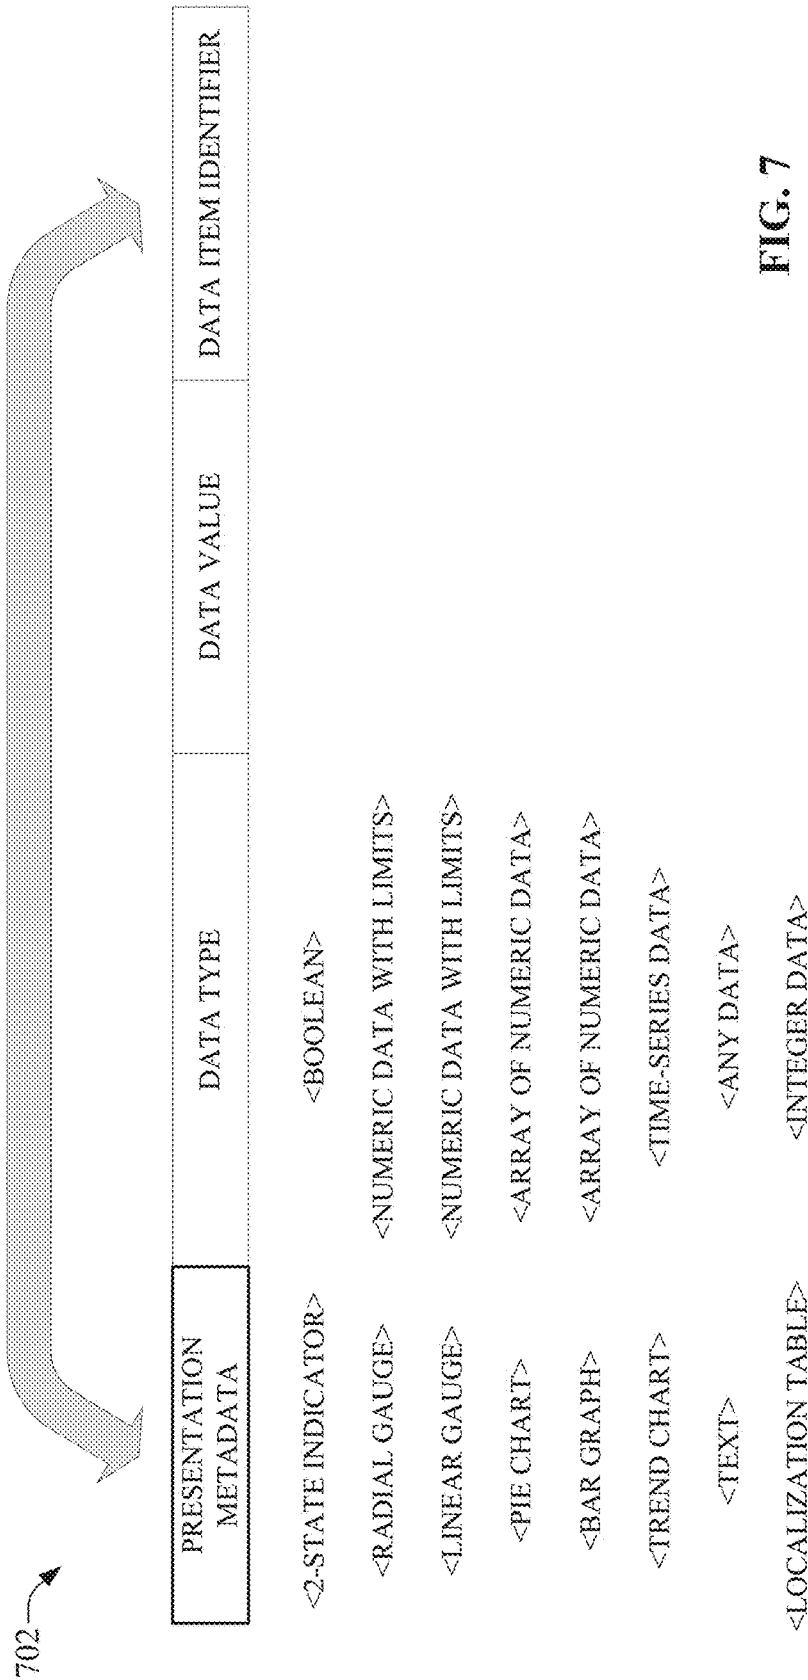 702
PRESENTATION
METADATA
DATA TYPE
DATA VALUE
DATA ITEM IDENTIFIER
<2-STATE INDICATOR> <BOOLEAN>
<RADIAL GAUGE> <NUMERIC DATA WITH LIMITS>
<LINEAR GAUGE> <NUMERIC DATA WITH LIMITS>
<PIE CHART> <ARRAY OF NUMERIC DATA>
<BAR GRAPH> <ARRAY OF NUMERIC DATA>
<TREND CHART> <TIME-SERIES DATA>
<TEXT> <ANY DATA>
<LOCALIZATION TABLE> <INTEGER DATA>
FIG. 7